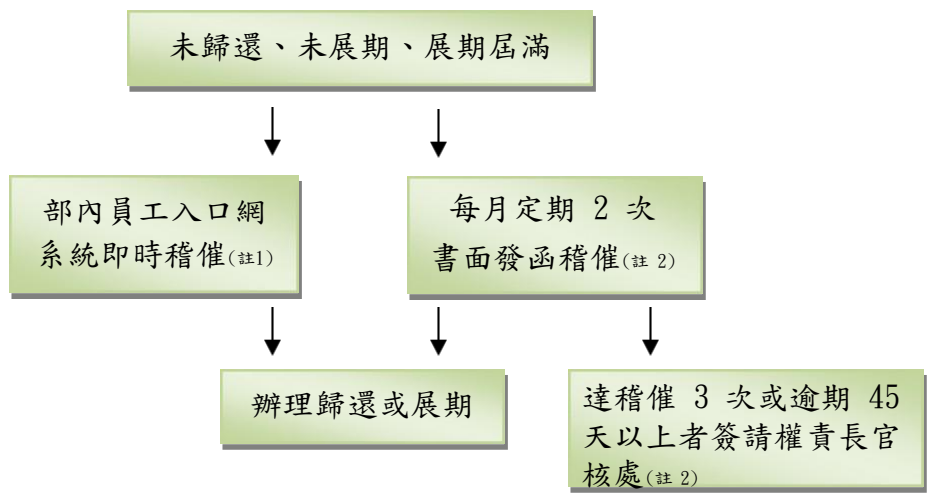 未歸還、未展期、展期屆滿
部內員工入口網
系統即時稽催(註1)
每月定期 2 次
書面發函稽催(註 2)
辦理歸還或展期
達稽催 3 次或逾期 45
天以上者簽請權責長官
核處(註 2)